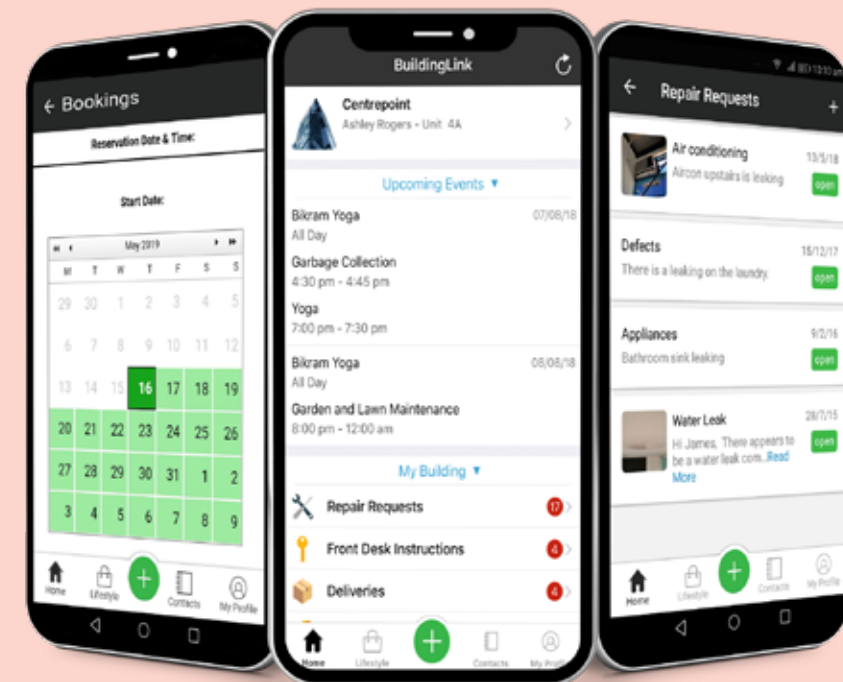 ← Bookings
Reservation Date & Time:
Start Date:
May 2019
M T W T F S S
29 30 1 2 3 4 5
6 7 8 9 10 11 12
13 14 15 16 17 18 19
20 21 22 23 24 25 26
27 28 29 30 31 1 2
3 4 5 6 7 8 9
Home Lifestyle + Contacts My Profile
BuildingLink
Centrepoint
Ashley Rogers - Unit 4A
Upcoming Events ▼
Bikram Yoga 07/08/18
All Day
Garbage Collection
4:30 pm - 4:45 pm
Yoga
7:00 pm - 7:30 pm
Bikram Yoga 08/08/18
All Day
Garden and Lawn Maintenance
8:00 pm - 12:00 am
My Building ▼
Repair Requests 17
Front Desk Instructions 4
Deliveries 4
Home Lifestyle + Contacts My Profil
10:10 am
← Repair Requests +
Air conditioning 13/5/18
Aircon upstairs is leaking open
Defects 15/12/17
There is a leaking on the laundry. open
Appliances 9/2/16
Bathroom sink leaking open
Water Leak 28/7/15
Hi James, There appears to open
be a water leak com...Read
More
Home Lifestyle + Contacts My Profile